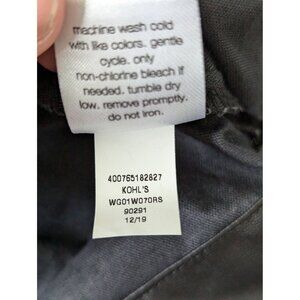 machine wash cold
with like colors. gentle
cycle. only
non-chlorine bleach if
needed. tumble dry
low. remove promptly.
do not iron.
400765182827
KOHL'S
WG01W070RS
90291
12/19